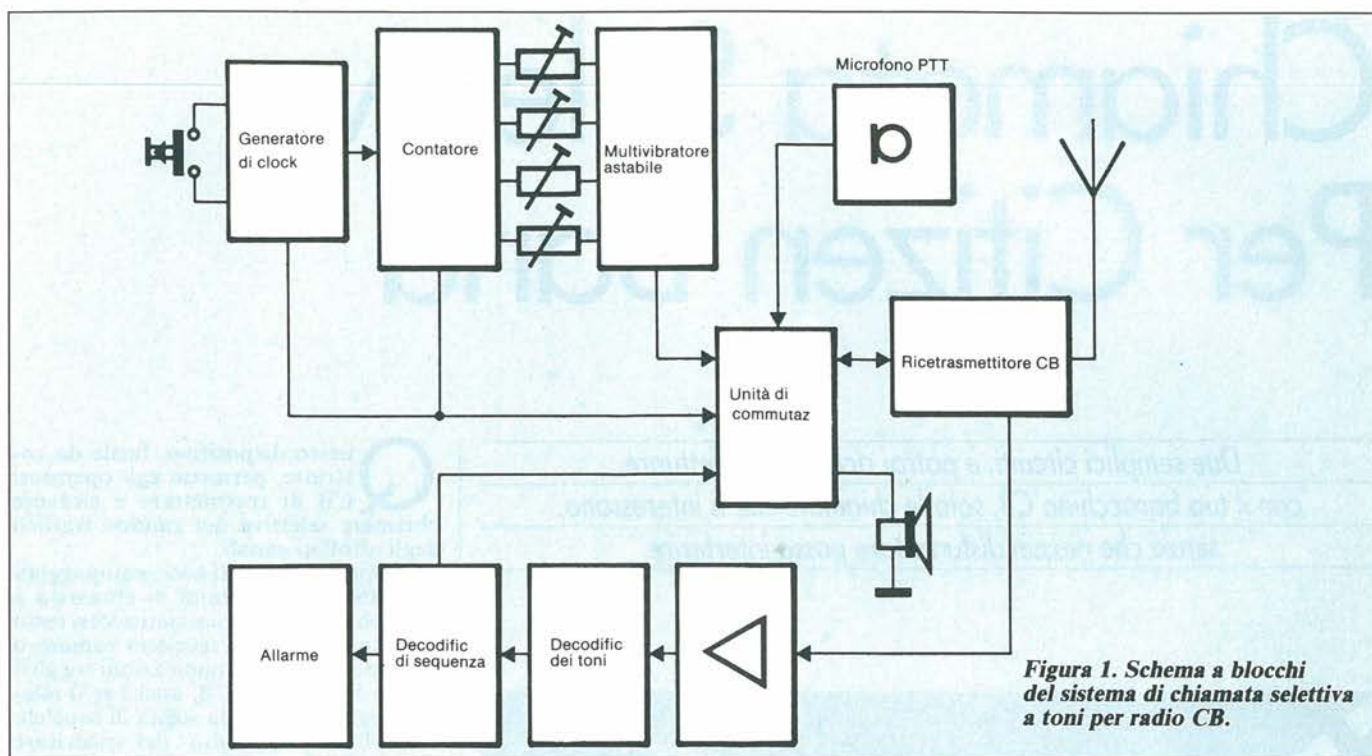 Microfono PTT
Generatore
di clock
Contatore
Multivibratore
astabile
Unità di
commutaz
Ricetrasmettitore CB
Allarme
Decodific
di sequenza
Decodific
dei toni
Figura 1. Schema a blocchi
del sistema di chiamata selettiva
a toni per radio CB.